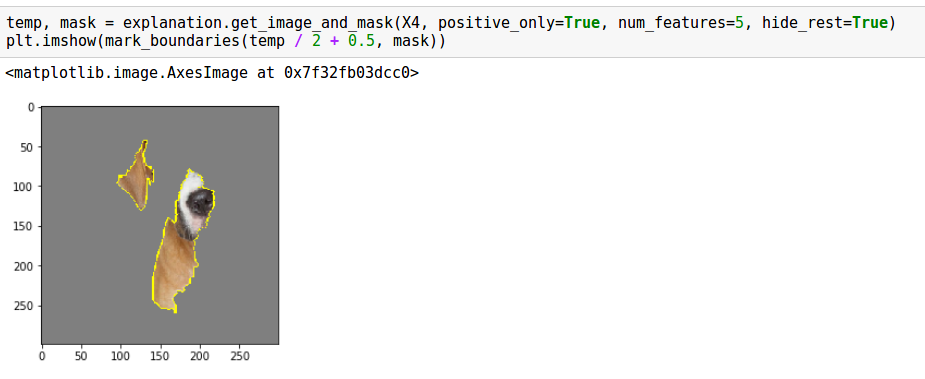 temp, mask = explanation.get_image_and_mask(X4, positive_only=True, num_features=5, hide_rest=True)
plt.imshow(mark_boundaries(temp / 2 + 0.5, mask))
<matplotlib.image.AxesImage at 0x7f32fb03dcc0>
0
50
100
150
200
250
0 50 100 150 200 250